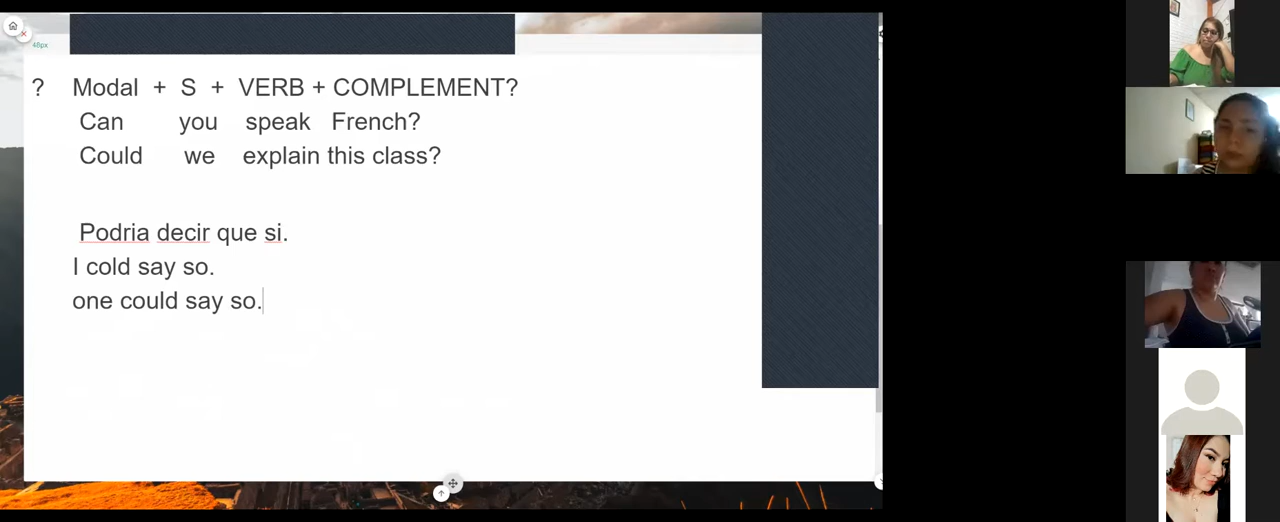 48px
? Modal + S + VERB + COMPLEMENT?
Can you speak French?
Could we explain this class?
Podria decir que si.
I cold say so.
one could say so.